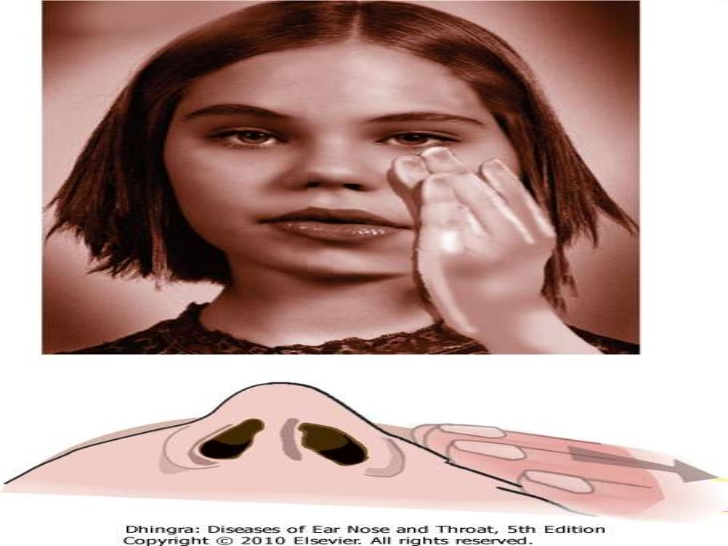 Dhingra: Diseases of Ear Nose and Throat, 5th Edition
Copyright © 2010 Elsevier. All rights reserved.